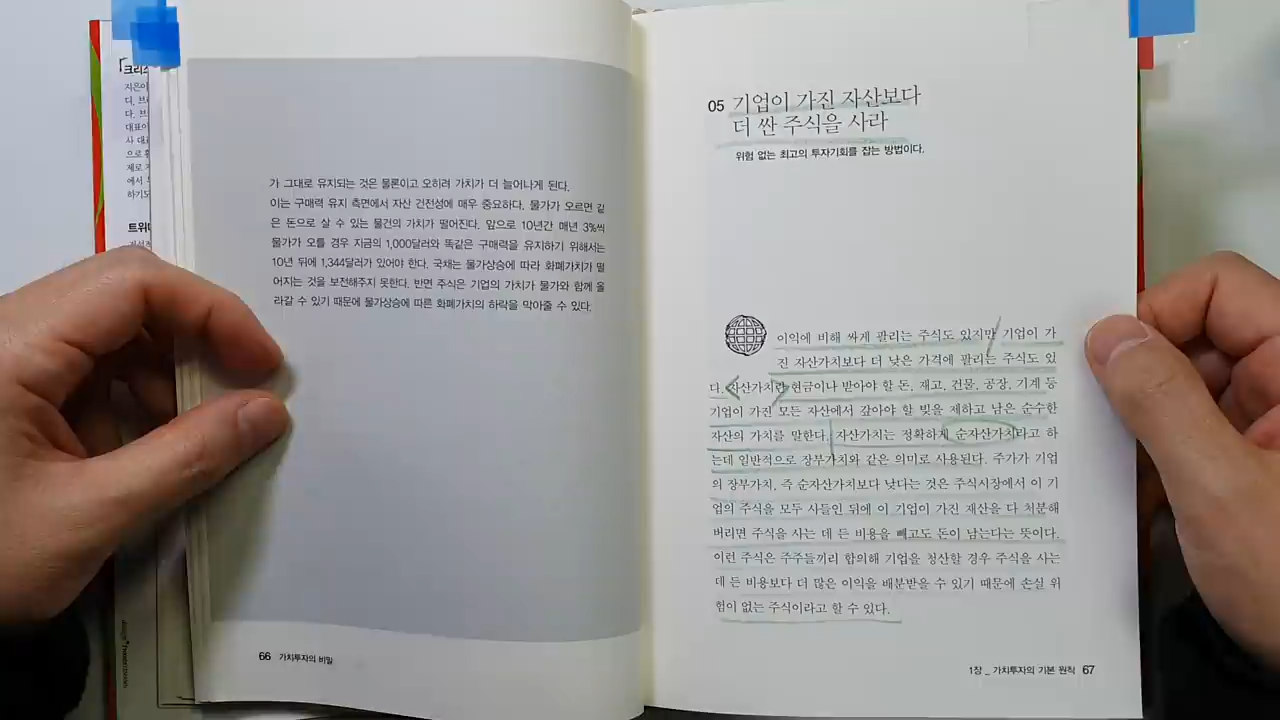 가 그대로 유지되는 것은 물론이고 오히려 가치가 더 늘어나게 된다.
이는 구매력 유지 측면에서 자산 건전성에 매우 중요하다. 물가가 오르면 같
은 돈으로 살 수 있는 물건의 가치가 떨어진다. 앞으로 10년간 매년 3%씩
물가가 오를 경우 지금의 1,000달러와 똑같은 구매력을 유지하기 위해서는
10년 뒤에 1,344달러가 있어야 한다. 국채는 물가상승에 따라 화폐가치가 떨
어지는 것을 보전해주지 못한다. 반면 주식은 기업의 가치가 물가와 함께 올
라갈 수 있기 때문에 물가상승에 따른 화폐가치의 하락을 막아줄 수 있다.
66 가치투자의 비밀
05 기업이 가진 자산보다
더 싼 주식을 사라
위험 없는 최고의 투자기회를 잡는 방법이다.
이익에 비해 싸게 팔리는 주식도 있지만 기업이 가
진 자산가치보다 더 낮은 가격에 팔리는 주식도 있
다. 자산가치란 현금이나 받아야 할 돈, 재고, 건물, 공장, 기계 등
기업이 가진 모든 자산에서 갚아야 할 빚을 제하고 남은 순수한
자산의 가치를 말한다. 자산가치는 정확하게 순자산가치라고 하
는데 일반적으로 장부가치와 같은 의미로 사용된다. 주가가 기업
의 장부가치, 즉 순자산가치보다 낮다는 것은 주식시장에서 이 기
업의 주식을 모두 사들인 뒤에 이 기업이 가진 재산을 다 처분해
버리면 주식을 사는 데 든 비용을 빼고도 돈이 남는다는 뜻이다.
이런 주식은 주주들끼리 합의해 기업을 청산할 경우 주식을 사는
데 든 비용보다 더 많은 이익을 배분받을 수 있기 때문에 손실 위
험이 없는 주식이라고 할 수 있다.
1장 _ 가치투자의 기본 원칙 67